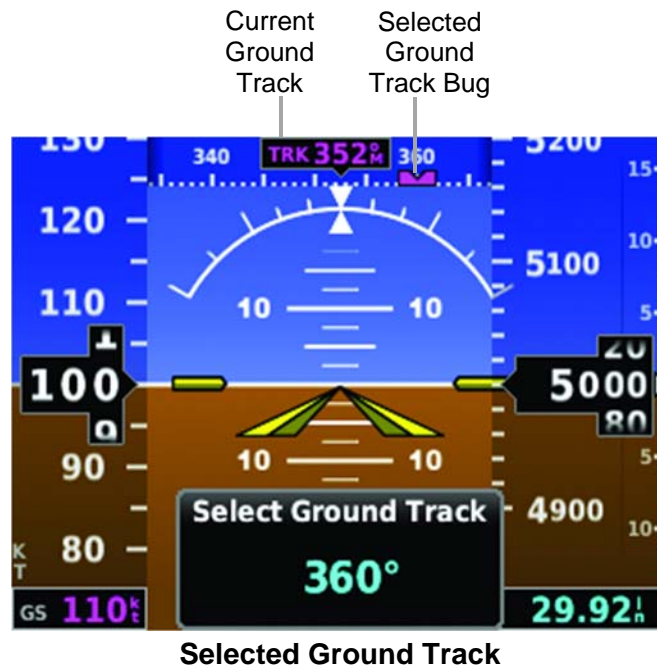 Current
Ground
Track
Selected
Ground
Track Bug
130
340
TRK 352°M
360
5200
15
120
10
5100
110
10
10
5
1
20
100
5000
9
80
90
10
10
5
Select Ground Track
4900
10
KT
80
360°
GS 110kt
29.92in
Selected Ground Track